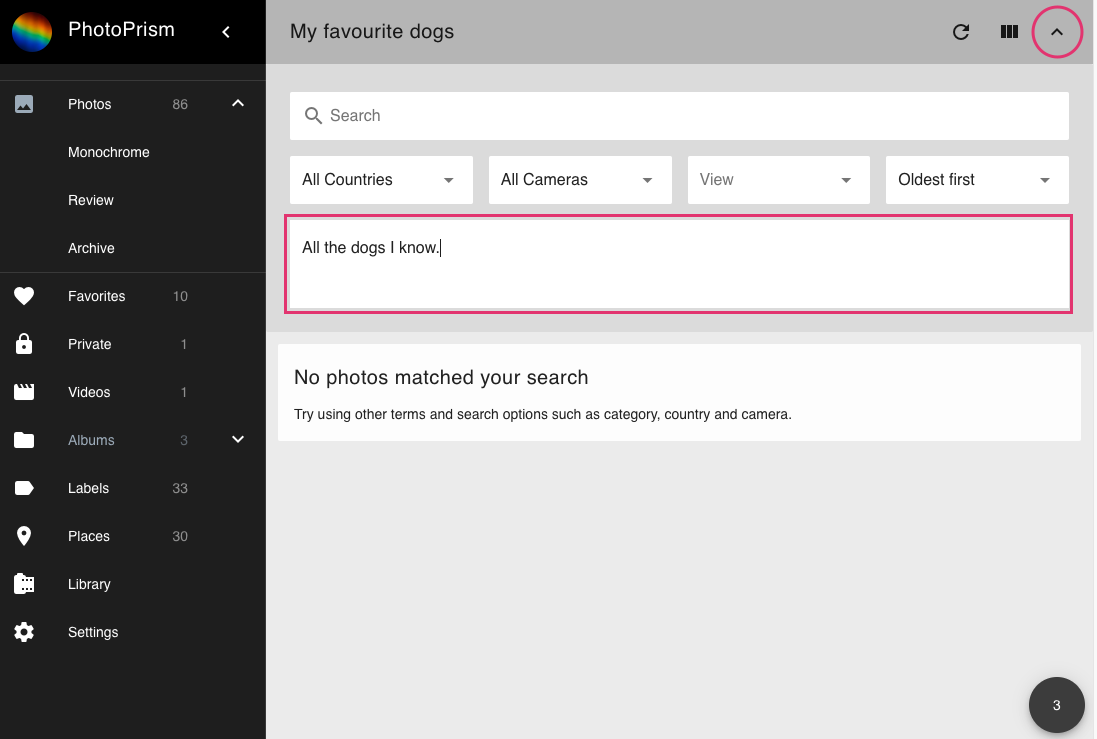 PhotoPrism
My favourite dogs
Photos 86
Monochrome
Review
Archive
Favorites 10
Private 1
Videos 1
Albums 3
Labels 33
Places 30
Library
Settings
Search
All Countries All Cameras View Oldest first
All the dogs I know.
No photos matched your search
Try using other terms and search options such as category, country and camera.
3